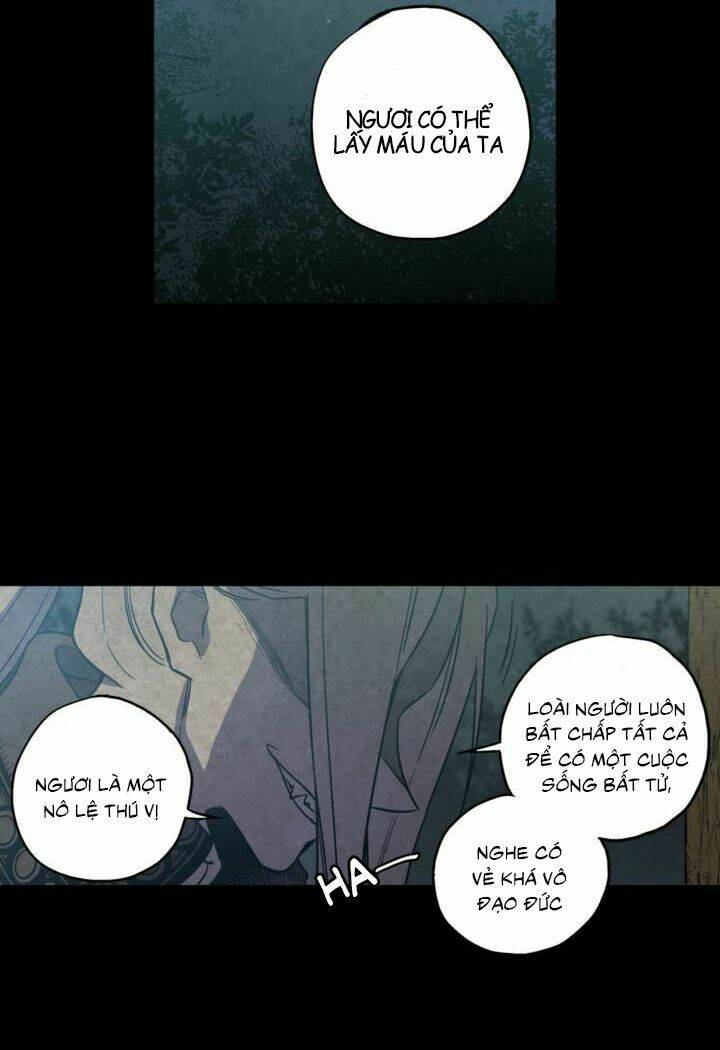 NGƯƠI CÓ THỂ
LẤY MÁU CỦA TA
LOÀI NGƯỜI LUÔN
BẤT CHẤP TẤT CẢ
ĐỂ CÓ MỘT CUỘC
SỐNG BẤT TỬ,
NGƯƠI LÀ MỘT
NÔ LỆ THÚ VỊ
HA
NGHE CÓ
VẺ KHÁ VÔ
ĐẠO ĐỨC